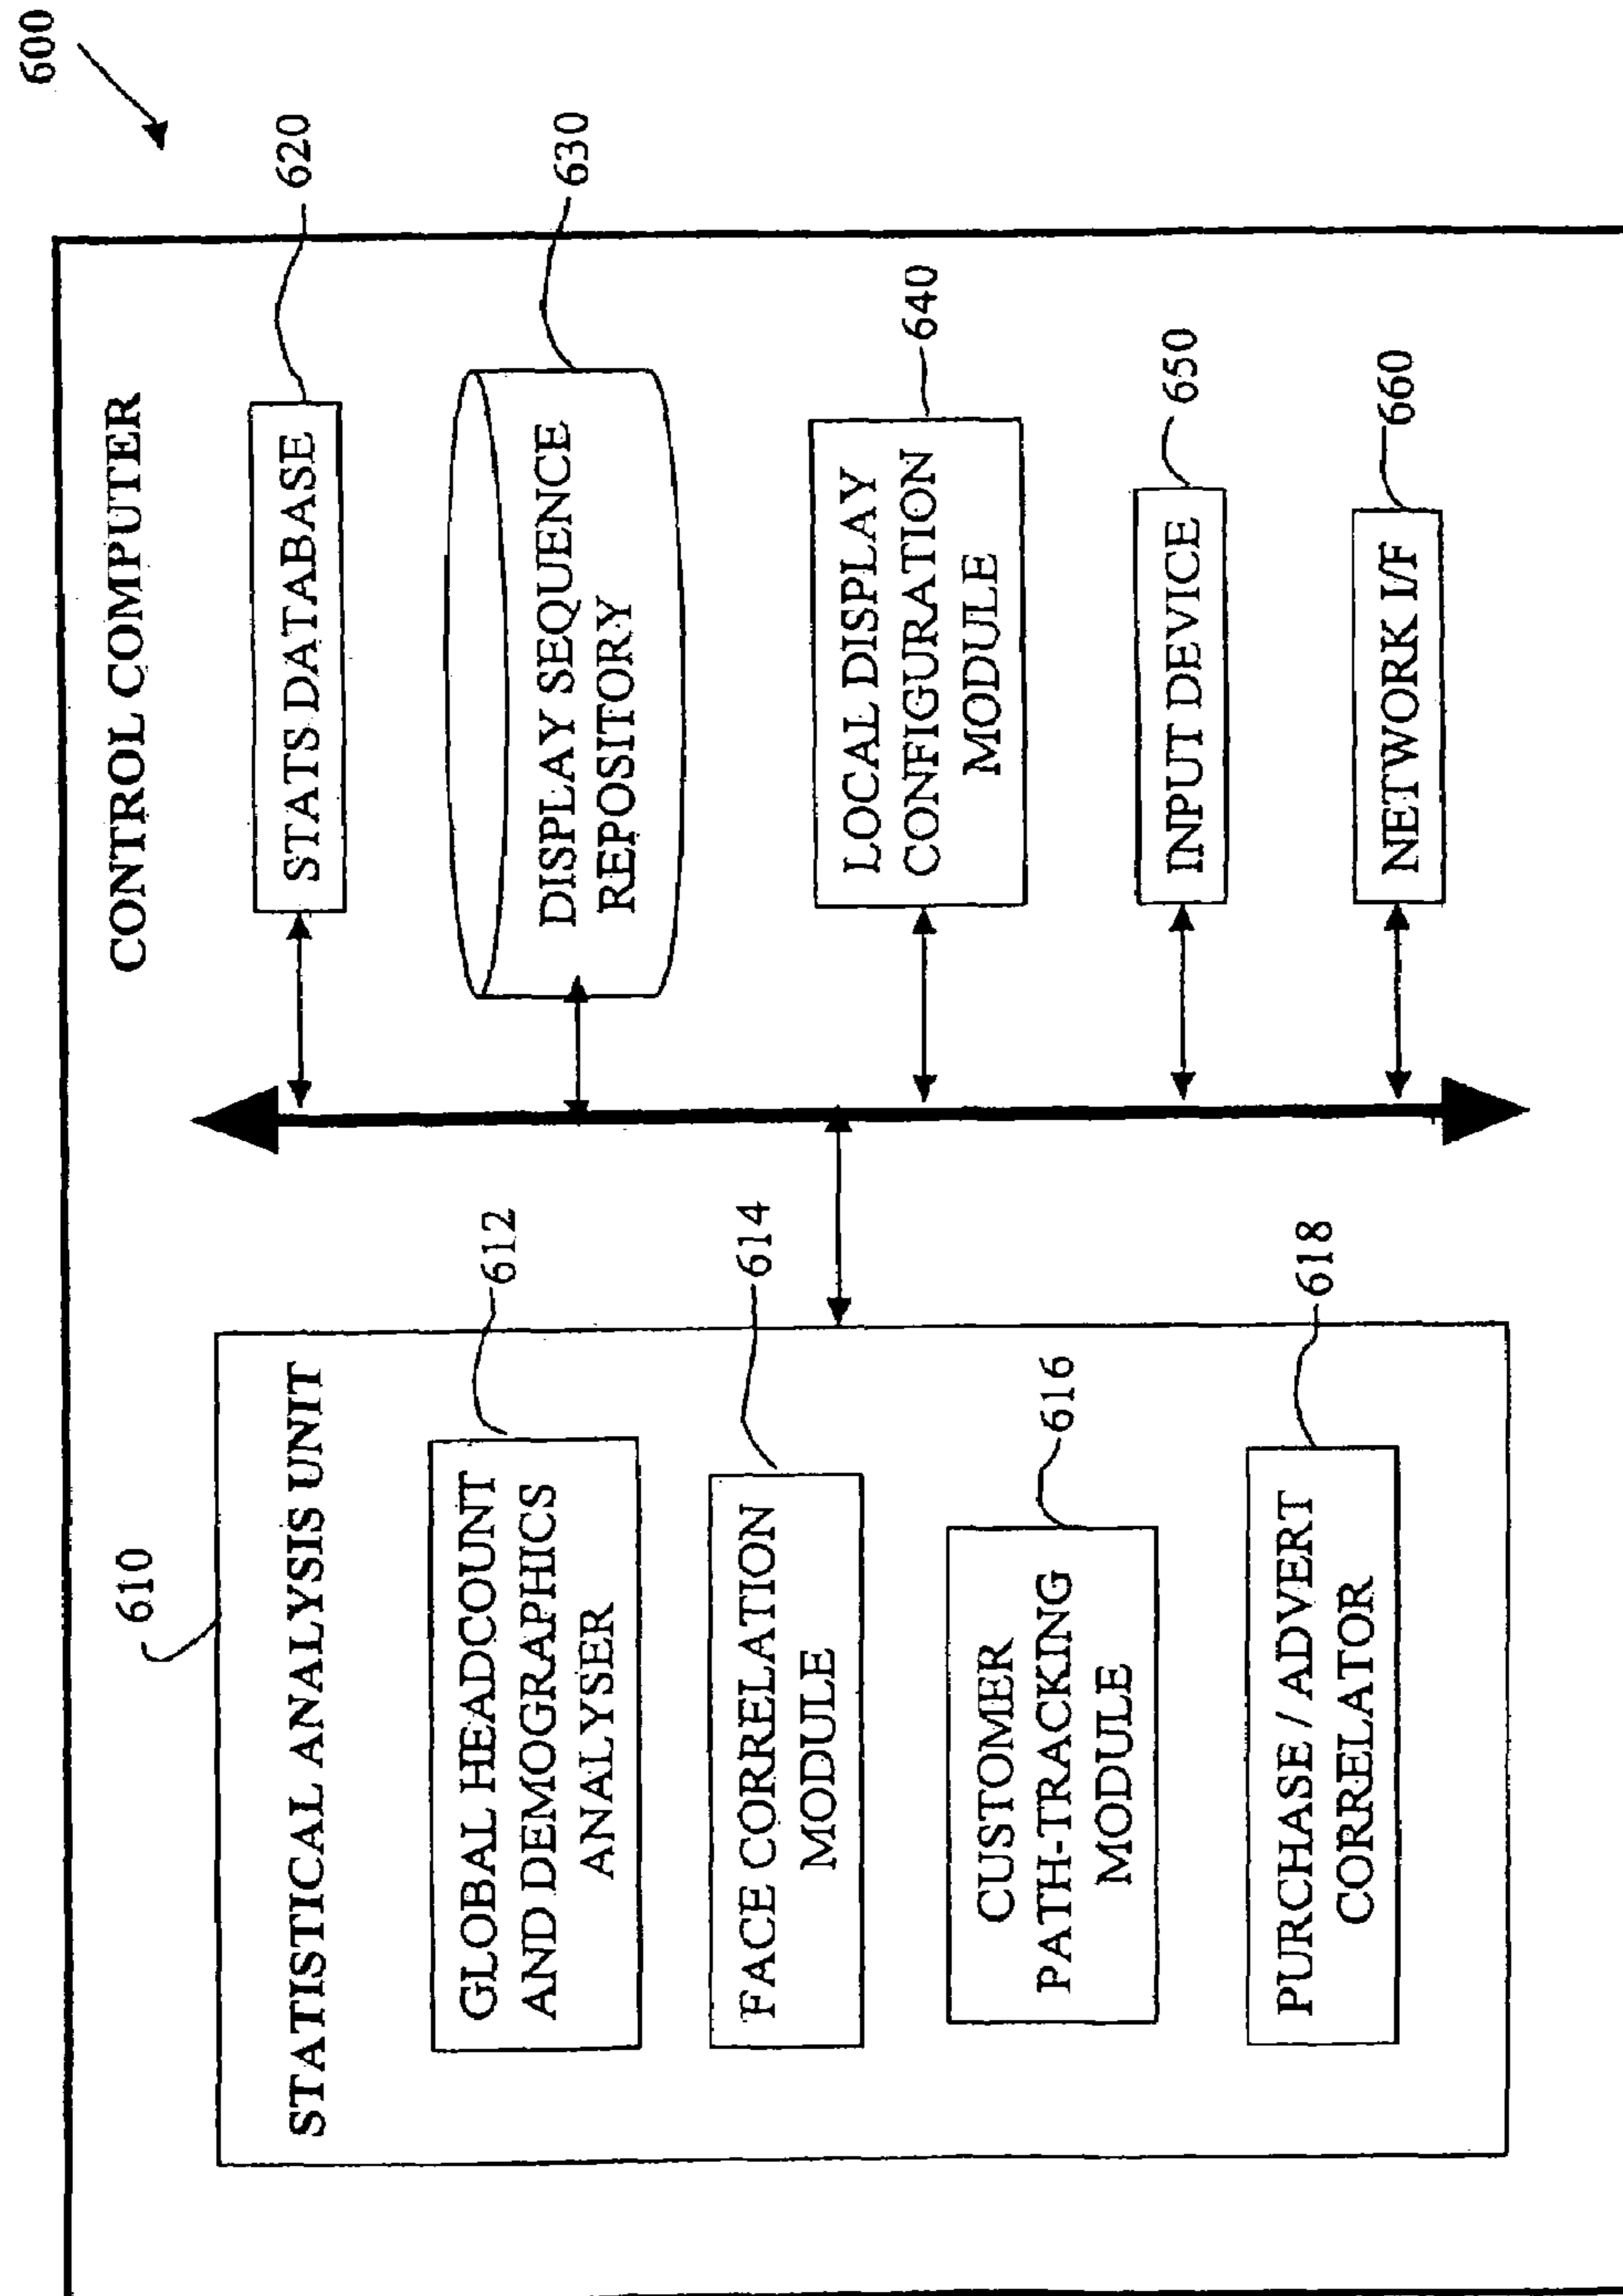 600
CONTROL COMPUTER
610
STATISTICAL ANALYSIS UNIT
612
GLOBAL HEADCOUNT
AND DEMOGRAPHICS
ANALYSER
614
FACE CORRELATION
MODULE
616
CUSTOMER
PATH-TRACKING
MODULE
618
PURCHASE / ADVERT
CORRELATOR
620
STATS DATABASE
630
DISPLAY SEQUENCE
REPOSITORY
640
LOCAL DISPLAY
CONFIGURATION
MODULE
650
INPUT DEVICE
660
NETWORK I/F